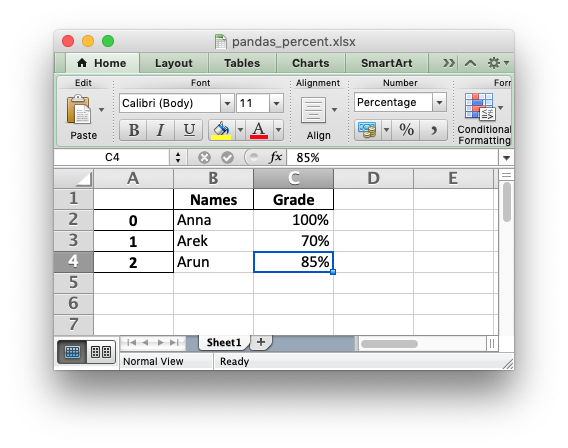 pandas_percent.xlsx
Home Layout Tables Charts SmartArt
Edit Font Alignment Number Forr
Calibri (Body) 11 Percentage
Paste B I U A Align % , Conditional
Formatting
C4 fx 85%
A B C D E
1 Names Grade
2 0 Anna 100%
3 1 Arek 70%
4 2 Arun 85%
5
6
7
Sheet1 +
Normal View Ready